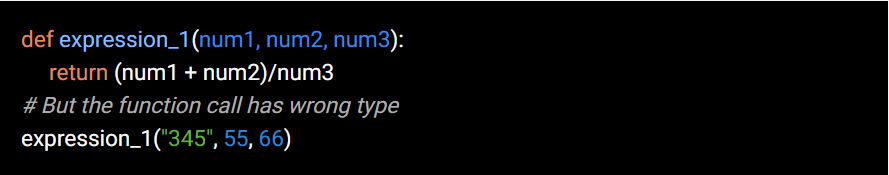 def expression_1(num1, num2, num3):
    return (num1 + num2)/num3
# But the function call has wrong type
expression_1("345", 55, 66)